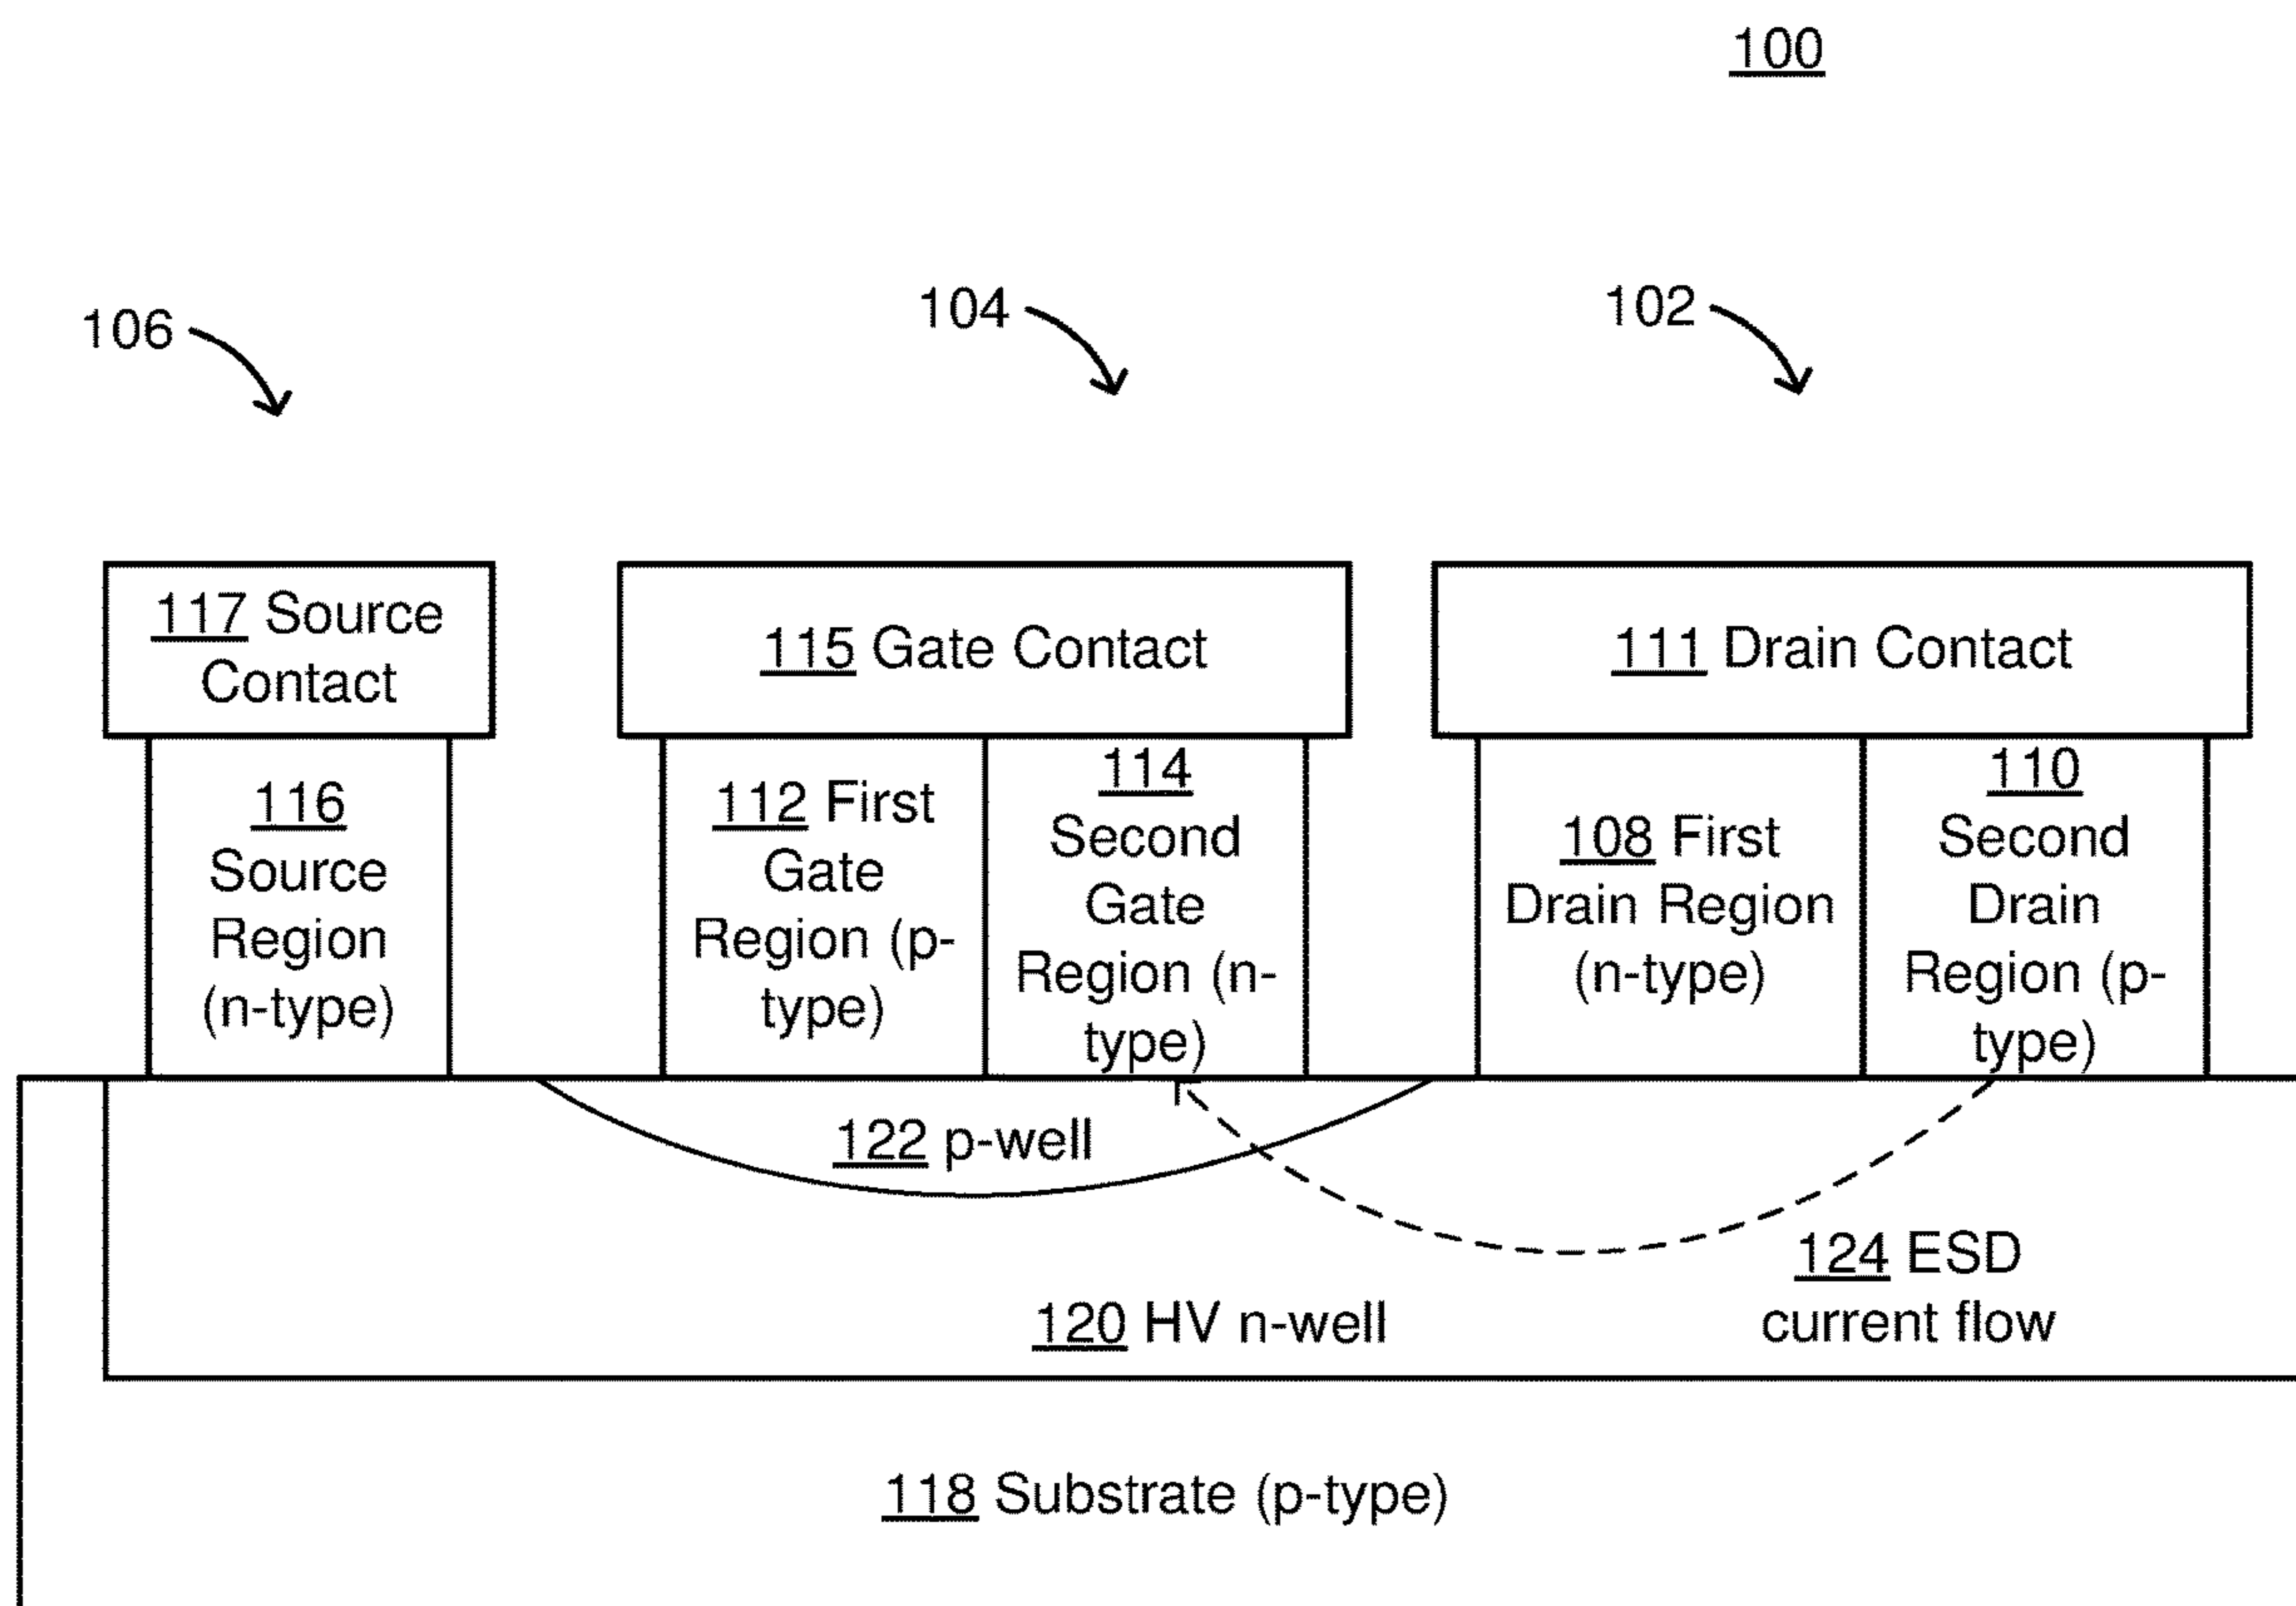 100
106
104
102
117 Source
Contact
115 Gate Contact
111 Drain Contact
116
Source
Region
(n-type)
112 First
Gate
Region (p-
type)
114
Second
Gate
Region (n-
type)
108 First
Drain Region
(n-type)
110
Second
Drain
Region (p-
type)
122 p-well
124 ESD
current flow
120 HV n-well
118 Substrate (p-type)